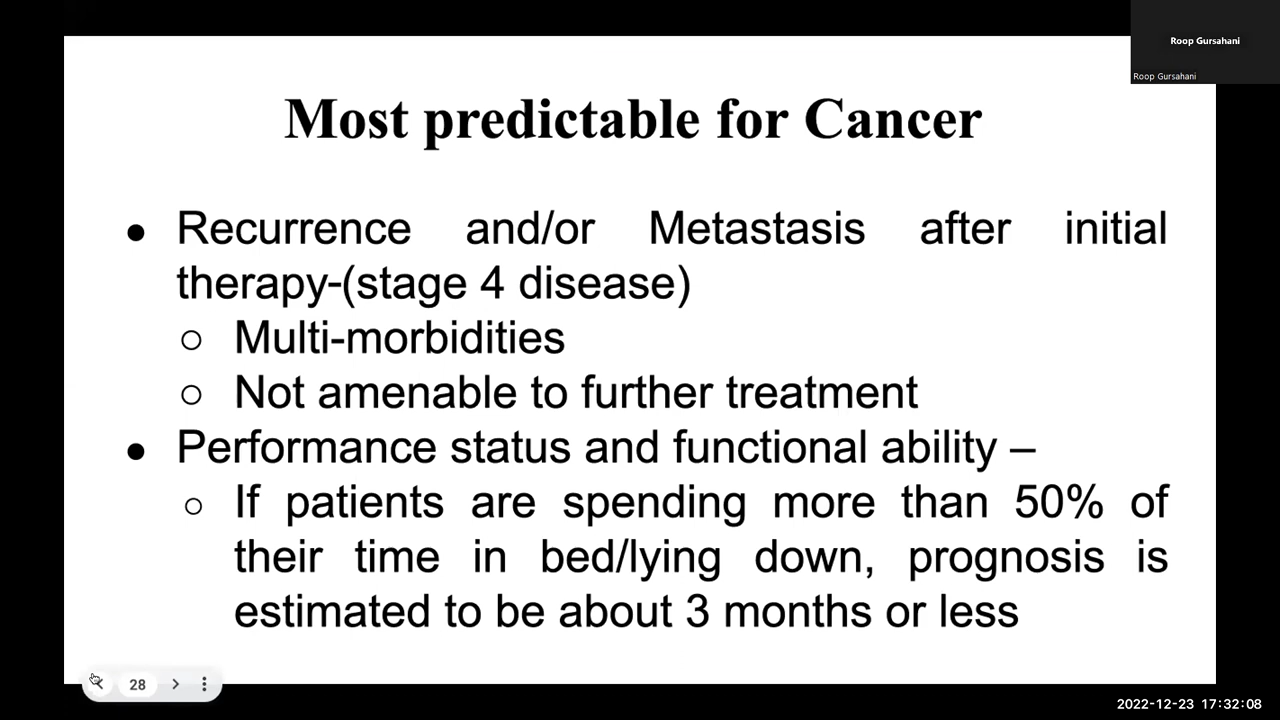 Roop Gursahani
Roop Gursahani
Most predictable for Cancer
● Recurrence and/or Metastasis after initial
therapy-(stage 4 disease)
○ Multi-morbidities
○ Not amenable to further treatment
● Performance status and functional ability –
○ If patients are spending more than 50% of
their time in bed/lying down, prognosis is
estimated to be about 3 months or less
28
2022-12-23 17:32:08